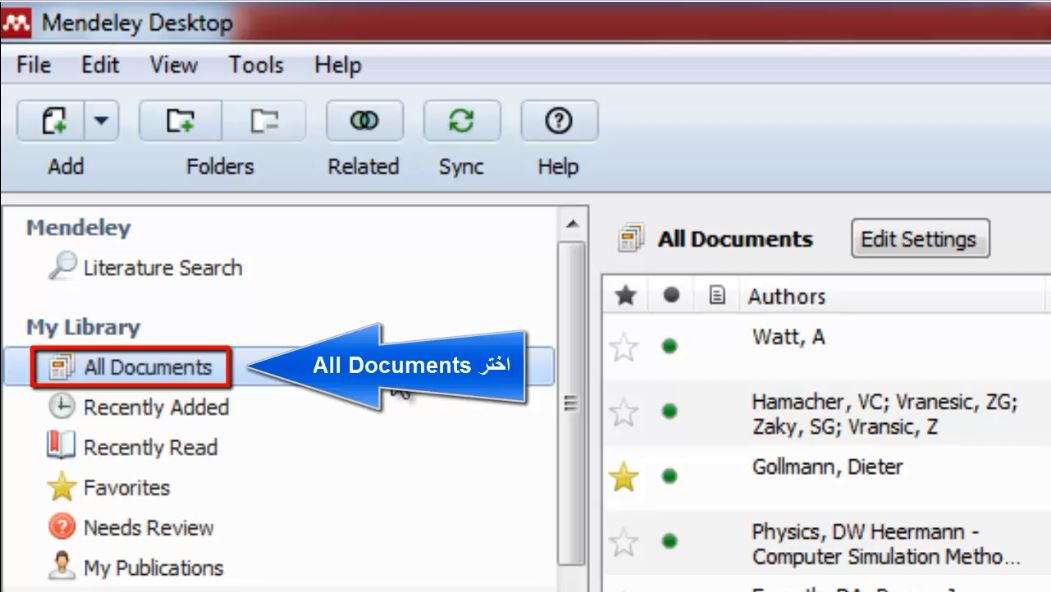 Mendeley Desktop
File Edit View Tools Help
Add Folders Related Sync Help
Mendeley
Literature Search
My Library
All Documents
اختر All Documents
Recently Added
Recently Read
Favorites
Needs Review
My Publications
All Documents Edit Settings
Authors
Watt, A
Hamacher, VC; Vranesic, ZG;
Zaky, SG; Vransic, Z
Gollmann, Dieter
Physics, DW Heermann -
Computer Simulation Metho...